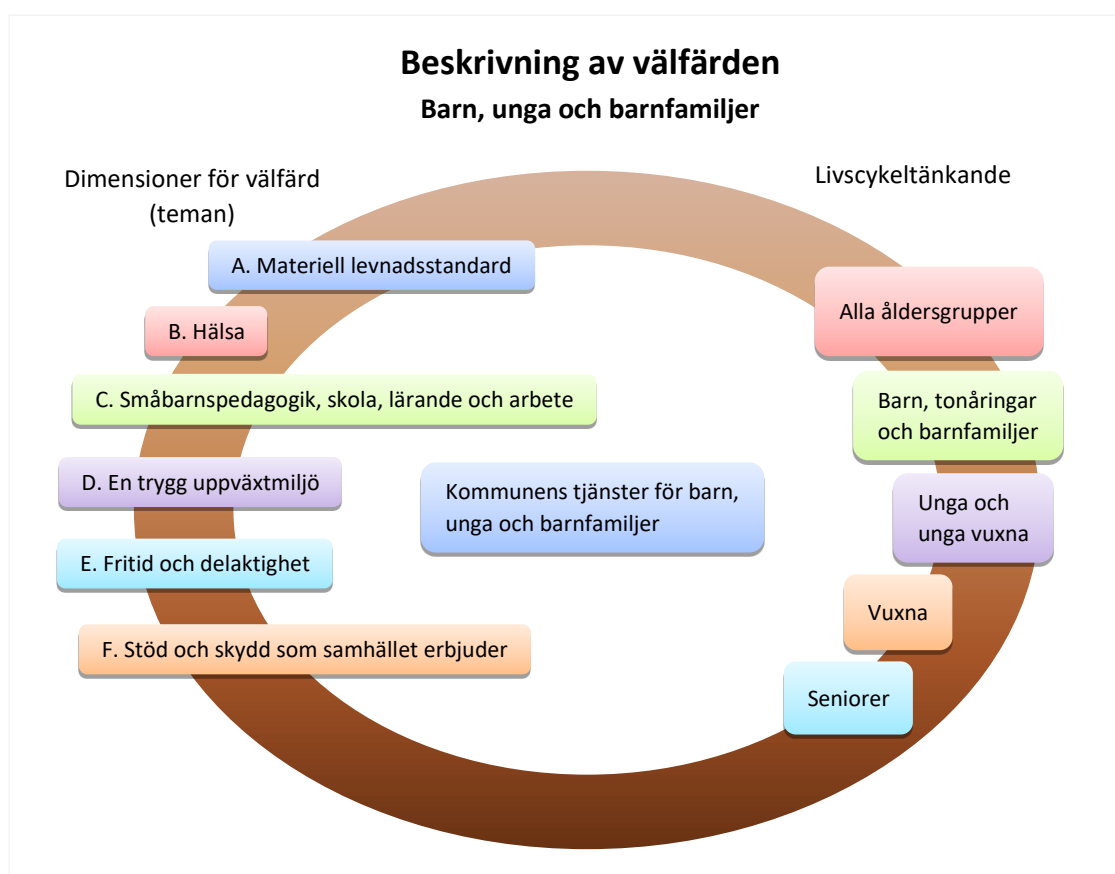 Beskrivning av välfärden
Barn, unga och barnfamiljer
Dimensioner för välfärd
(teman)
A. Materiell levnadsstandard
B. Hälsa
C. Småbarnspedagogik, skola, lärande och arbete
D. En trygg uppväxtmiljö
E. Fritid och delaktighet
F. Stöd och skydd som samhället erbjuder
Kommunens tjänster för barn,
unga och barnfamiljer
Livscykeltänkande
Alla åldersgrupper
Barn, tonåringar
och barnfamiljer
Unga och
unga vuxna
Vuxna
Seniorer